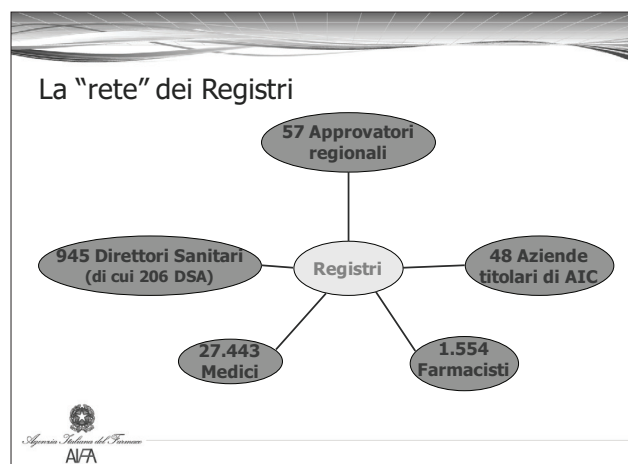 La “rete” dei Registri
57 Approvatori
regionali
945 Direttori Sanitari
(di cui 206 DSA)
Registri
48 Aziende
titolari di AIC
27.443
Medici
1.554
Farmacisti
Agenzia Italiana del Farmaco
AIFA